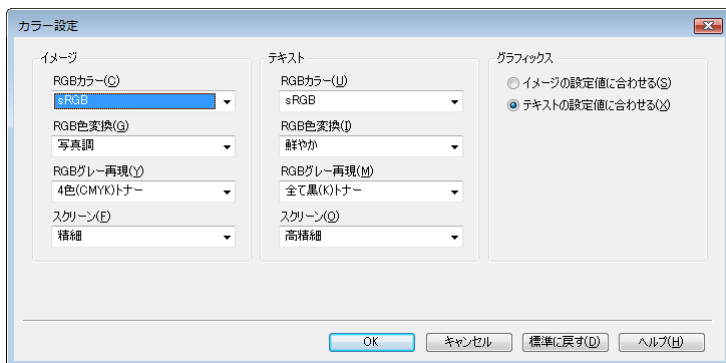 カラー設定
イメージ
RGBカラー(C)
sRGB
RGB色変換(G)
写真調
RGBグレー再現(Y)
4色(CMYK)トナー
スクリーン(F)
精細
テキスト
RGBカラー(U)
sRGB
RGB色変換(I)
鮮やか
RGBグレー再現(M)
全て黒(K)トナー
スクリーン(O)
高精細
グラフィックス
イメージの設定値に合わせる(S)
テキストの設定値に合わせる(X)
OK
キャンセル
標準に戻す(D)
ヘルプ(H)